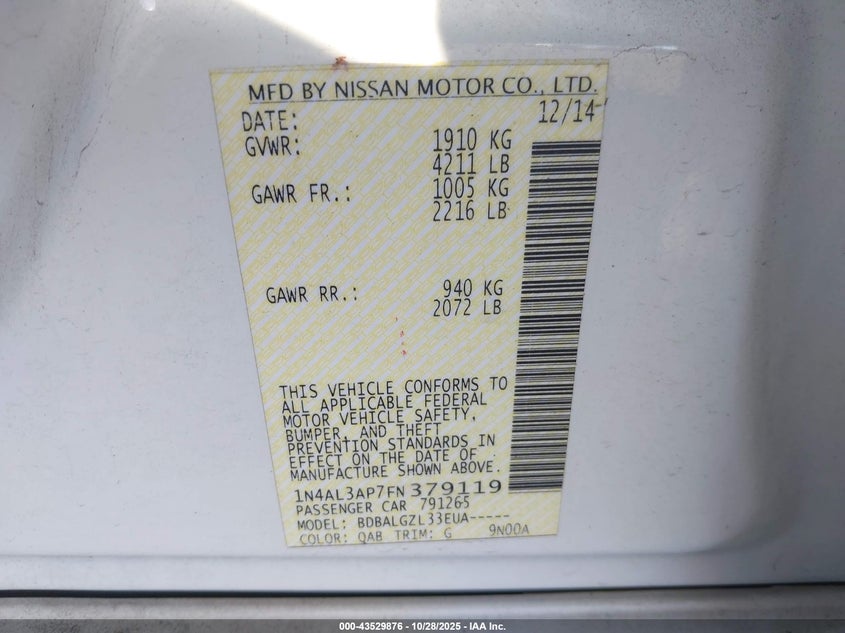 MFD BY NISSAN MOTOR CO., LTD.
DATE: 12/14
GVWR: 1910 KG
4211 LB
GAWR FR.: 1005 KG
2216 LB
GAWR RR.: 940 KG
2072 LB
THIS VEHICLE CONFORMS TO
ALL APPLICABLE FEDERAL
MOTOR VEHICLE SAFETY,
BUMPER, AND THEFT
PREVENTION STANDARDS IN
EFFECT ON THE DATE OF
MANUFACTURE SHOWN ABOVE.
1N4AL3AP7FN379119
PASSENGER CAR 791265
MODEL: BDBALGZL33EUA-----
COLOR: QAB TRIM: G 9N00A
000-43529876 - 10/28/2025 - IAA Inc.